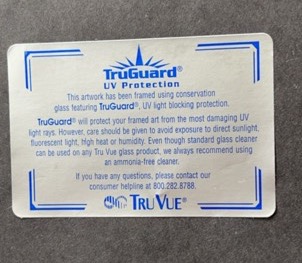 TruGuard®
UV Protection
This artwork has been framed using conservation
glass featuring TruGuard®, UV light blocking protection.
TruGuard® will protect your framed art from the most damaging UV
light rays. However, care should be given to avoid exposure to direct sunlight,
fluorescent light, high heat or humidity. Even though standard glass cleaner
can be used on any Tru Vue glass product, we always recommend using
an ammonia-free cleaner.
If you have any questions, please contact our
consumer helpline at 800.282.8788.
TRU VUE®